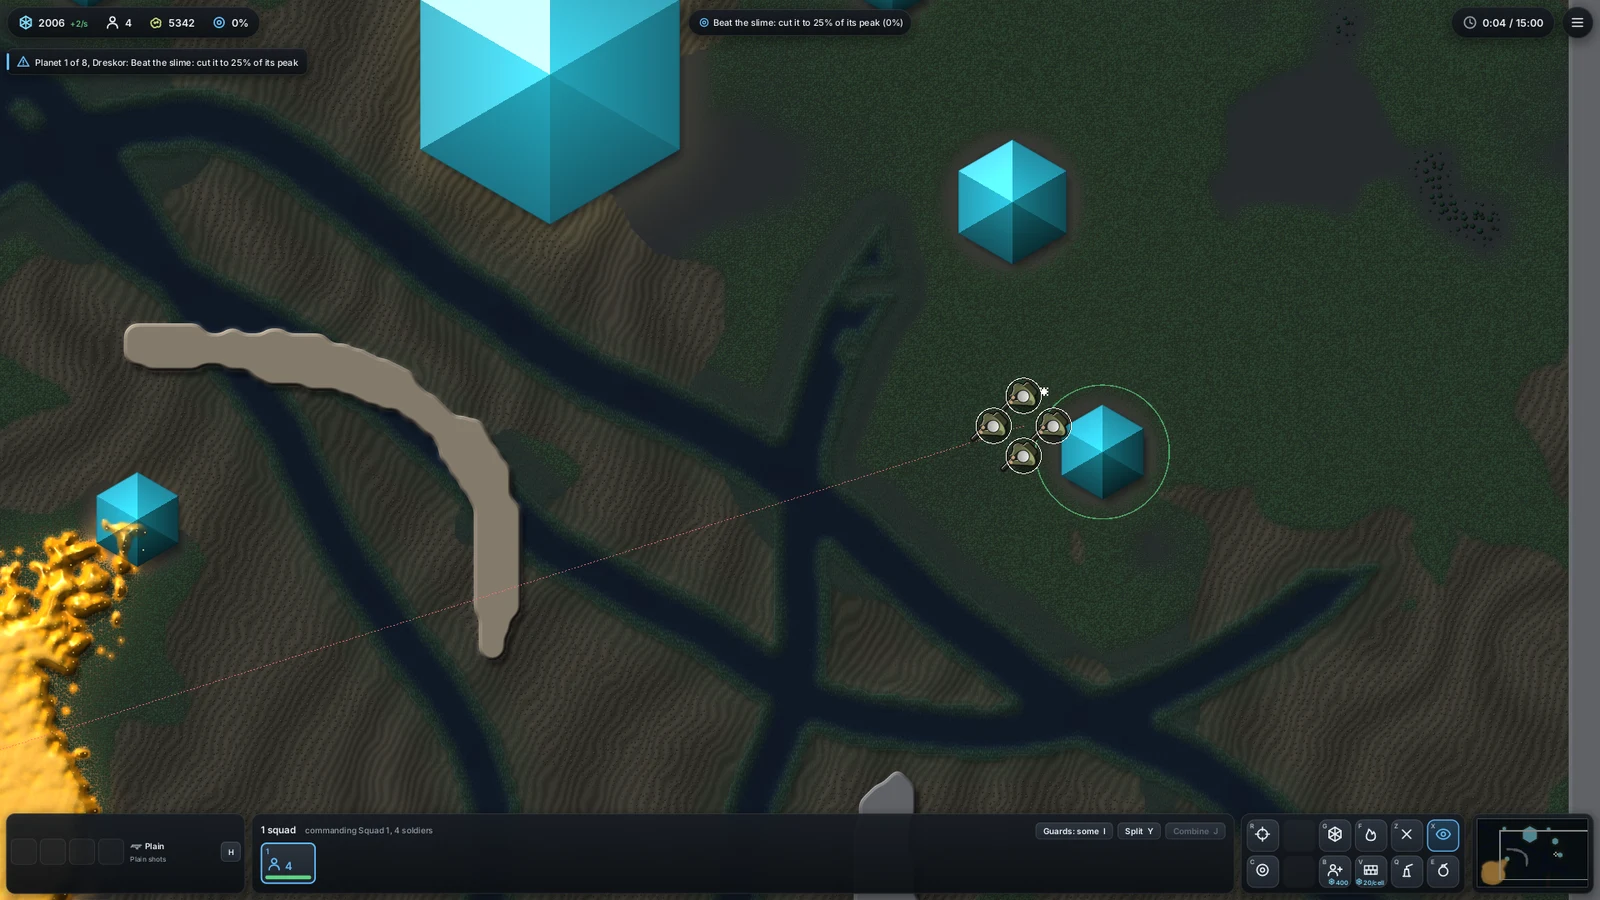 2006 +2/s 4 5342 0%
Beat the slime: cut it to 25% of its peak (0%)
0:04 / 15:00
Planet 1 of 8, Dreskor: Beat the slime: cut it to 25% of its peak
Plain
Plain shots
H
1 squad commanding Squad 1, 4 soldiers
Guards: some I
Split Y
Combine J
1
4
R
G
F
Z
X
C
B
400
V
20/cell
Q
E